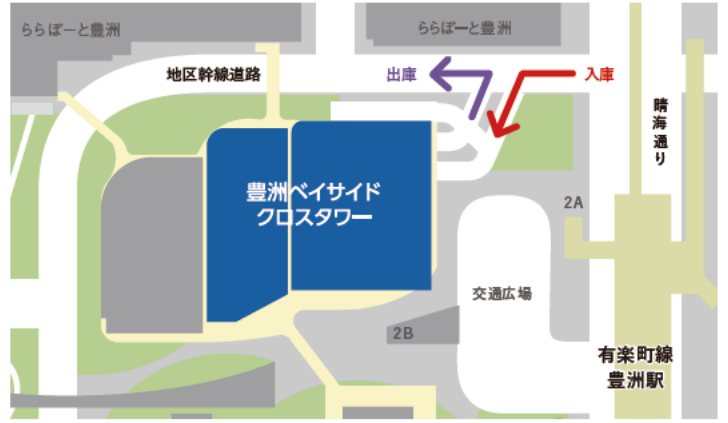 ららぽーと豊洲
ららぽーと豊洲
地区幹線道路
出庫
入庫
晴海通り
豊洲ベイサイド
クロスタワー
2A
交通広場
2B
有楽町線
豊洲駅